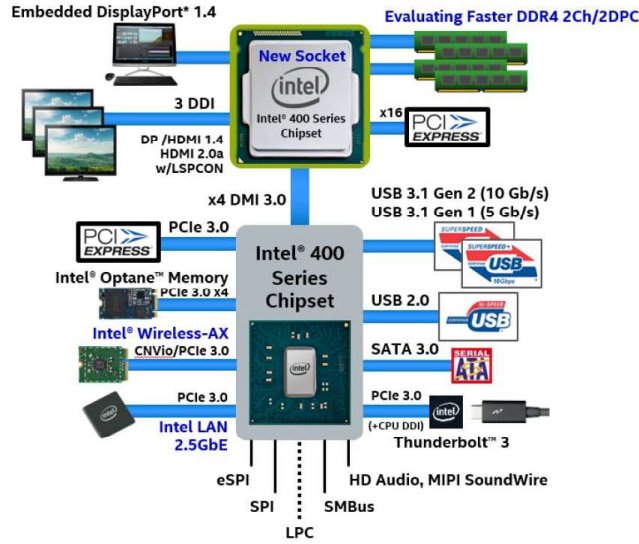 Embedded DisplayPort* 1.4
Evaluating Faster DDR4 2Ch/2DPC
New Socket
intel
Intel® 400 Series
Chipset
3 DDI
DP /HDMI 1.4
HDMI 2.0a
w/LSPCON
x16
PCI
EXPRESS®
x4 DMI 3.0
USB 3.1 Gen 2 (10 Gb/s)
USB 3.1 Gen 1 (5 Gb/s)
PCIe 3.0
PCI
EXPRESS®
Intel® 400
Series
Chipset
SUPERSPEED
SUPERSPEED+
CERTIFIED
USB
10Gbps
Intel® Optane™ Memory
PCIe 3.0 x4
USB 2.0
HI-SPEED
CERTIFIED
USB
Intel® Wireless-AX
CNVio/PCIe 3.0
SATA 3.0
SERIAL
ATA
intel
PCIe 3.0
intel
Intel LAN
2.5GbE
PCIe 3.0
(+CPU DDI)
intel
Thunderbolt™ 3
eSPI
SPI
LPC
SMBus
HD Audio, MIPI SoundWire